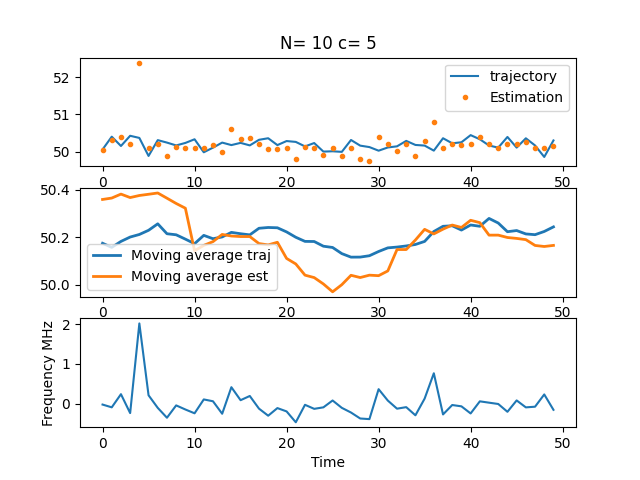 N= 10 c= 5
52
51
50
trajectory
Estimation
0 10 20 30 40 50
50.4
50.2
50.0
Moving average traj
Moving average est
0 10 20 30 40 50
Frequency MHz
2
1
0
0 10 20 30 40 50
Time